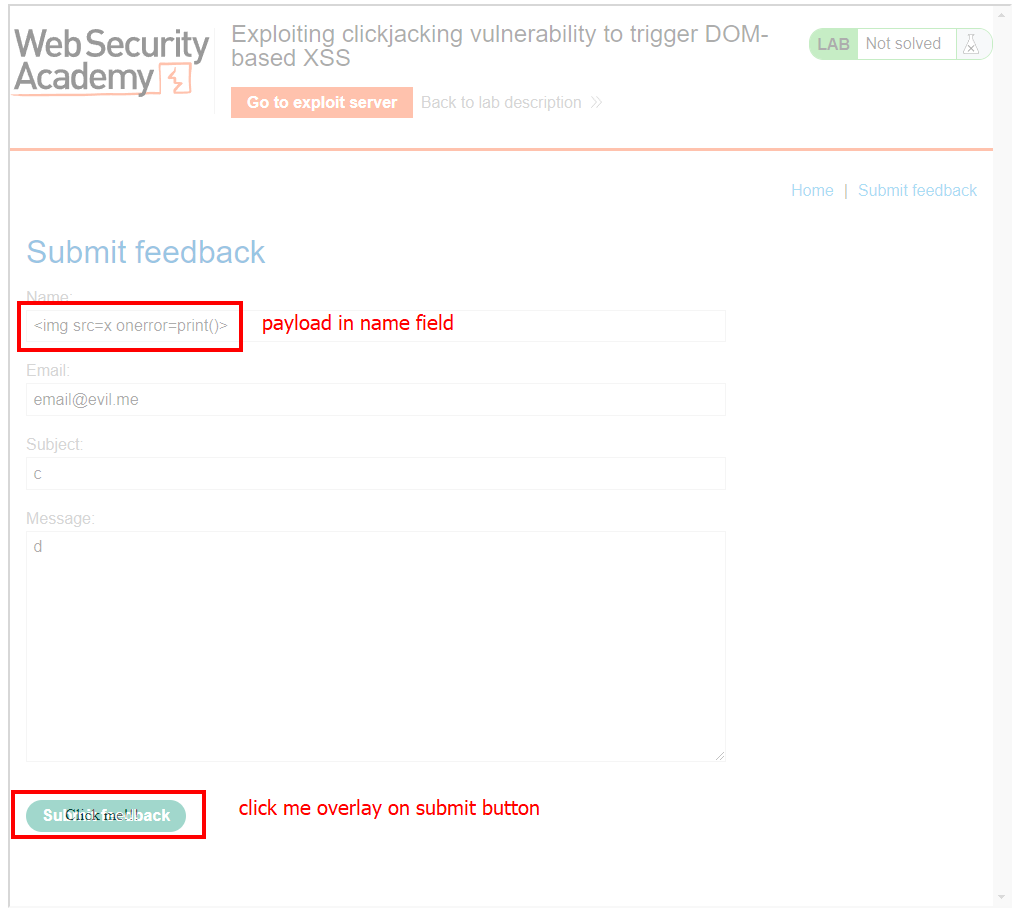 Web Security
Academy
Exploiting clickjacking vulnerability to trigger DOM-
based XSS
LAB Not solved
Go to exploit server Back to lab description
Home | Submit feedback
Submit feedback
Name:
<img src=x onerror=print()> payload in name field
Email:
email@evil.me
Subject:
c
Message:
d
Submit feedback
Click me!!!
click me overlay on submit button